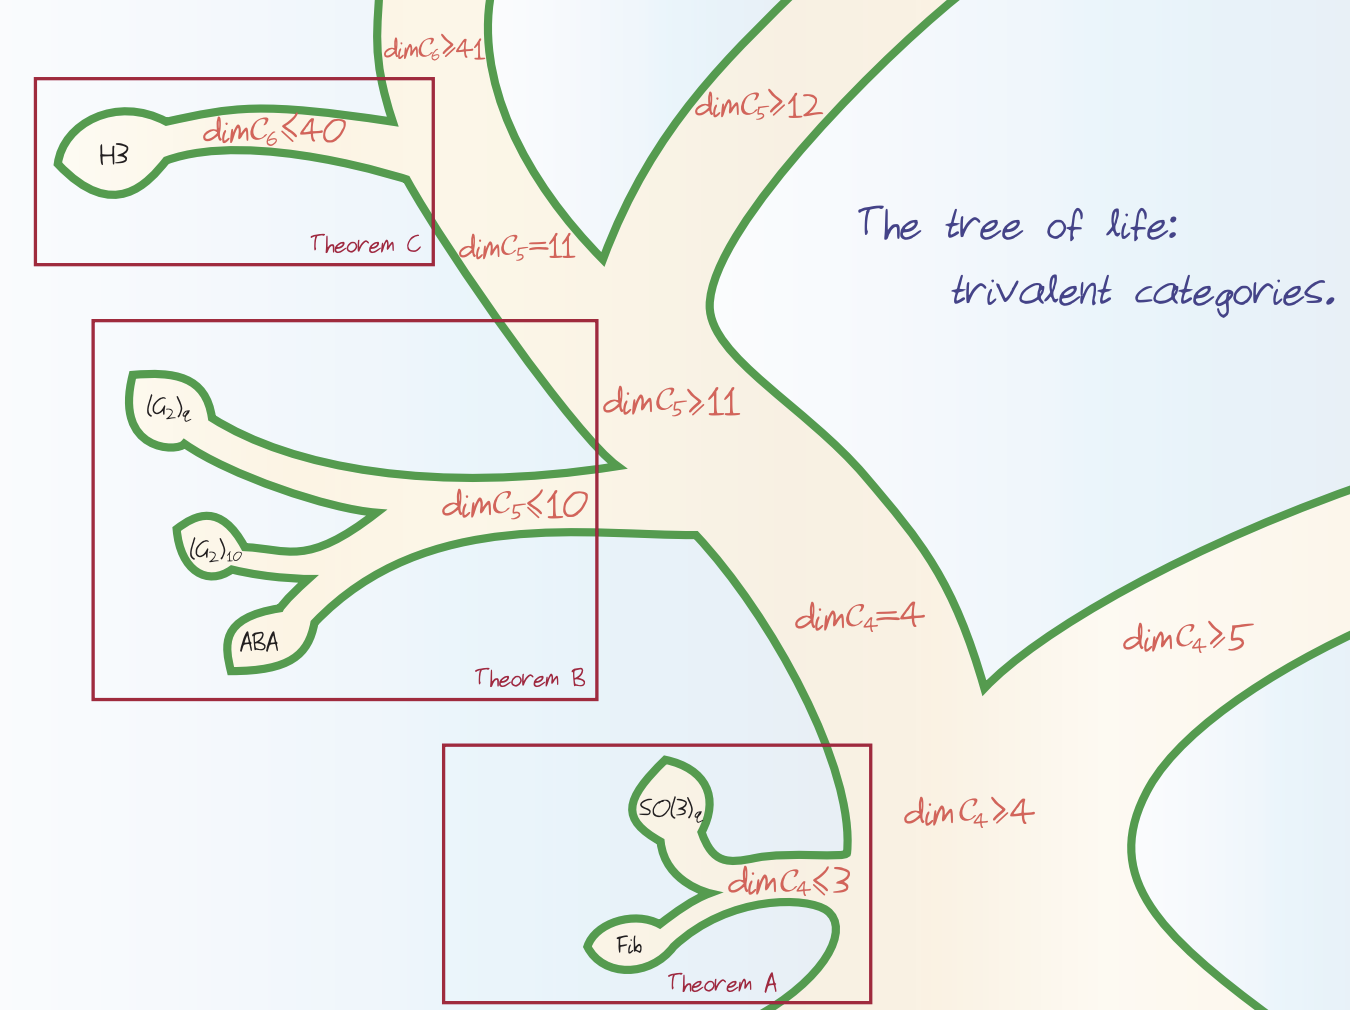 dimC₆⩾41
dimC₅⩾12
dimC₆⩽40
H3
Theorem C
dimC₅=11
The tree of life:
trivalent categories.
dimC₅⩾11
(G₂)q
dimC₅⩽10
(G₂)₁₀
ABA
Theorem B
dimC₄=4
dimC₄⩾5
SO(3)q
dimC₄⩾4
dimC₄⩽3
Fib
Theorem A